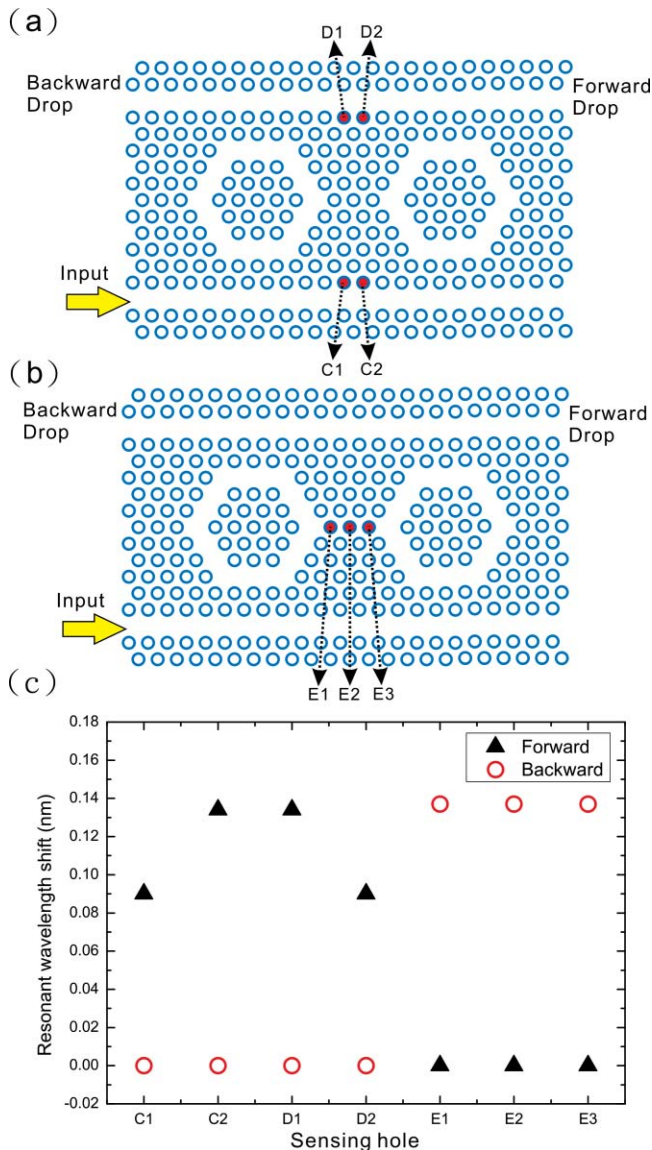 (a)
D1 D2
Backward
Drop
Forward
Drop
Input
C1 C2
(b)
Backward
Drop
Forward
Drop
Input
E1 E2 E3
(c)
Resonant wavelength shift (nm)
0.18
0.16
0.14
0.12
0.10
0.08
0.06
0.04
0.02
0.00
-0.02
Forward
Backward
C1 C2 D1 D2 E1 E2 E3
Sensing hole